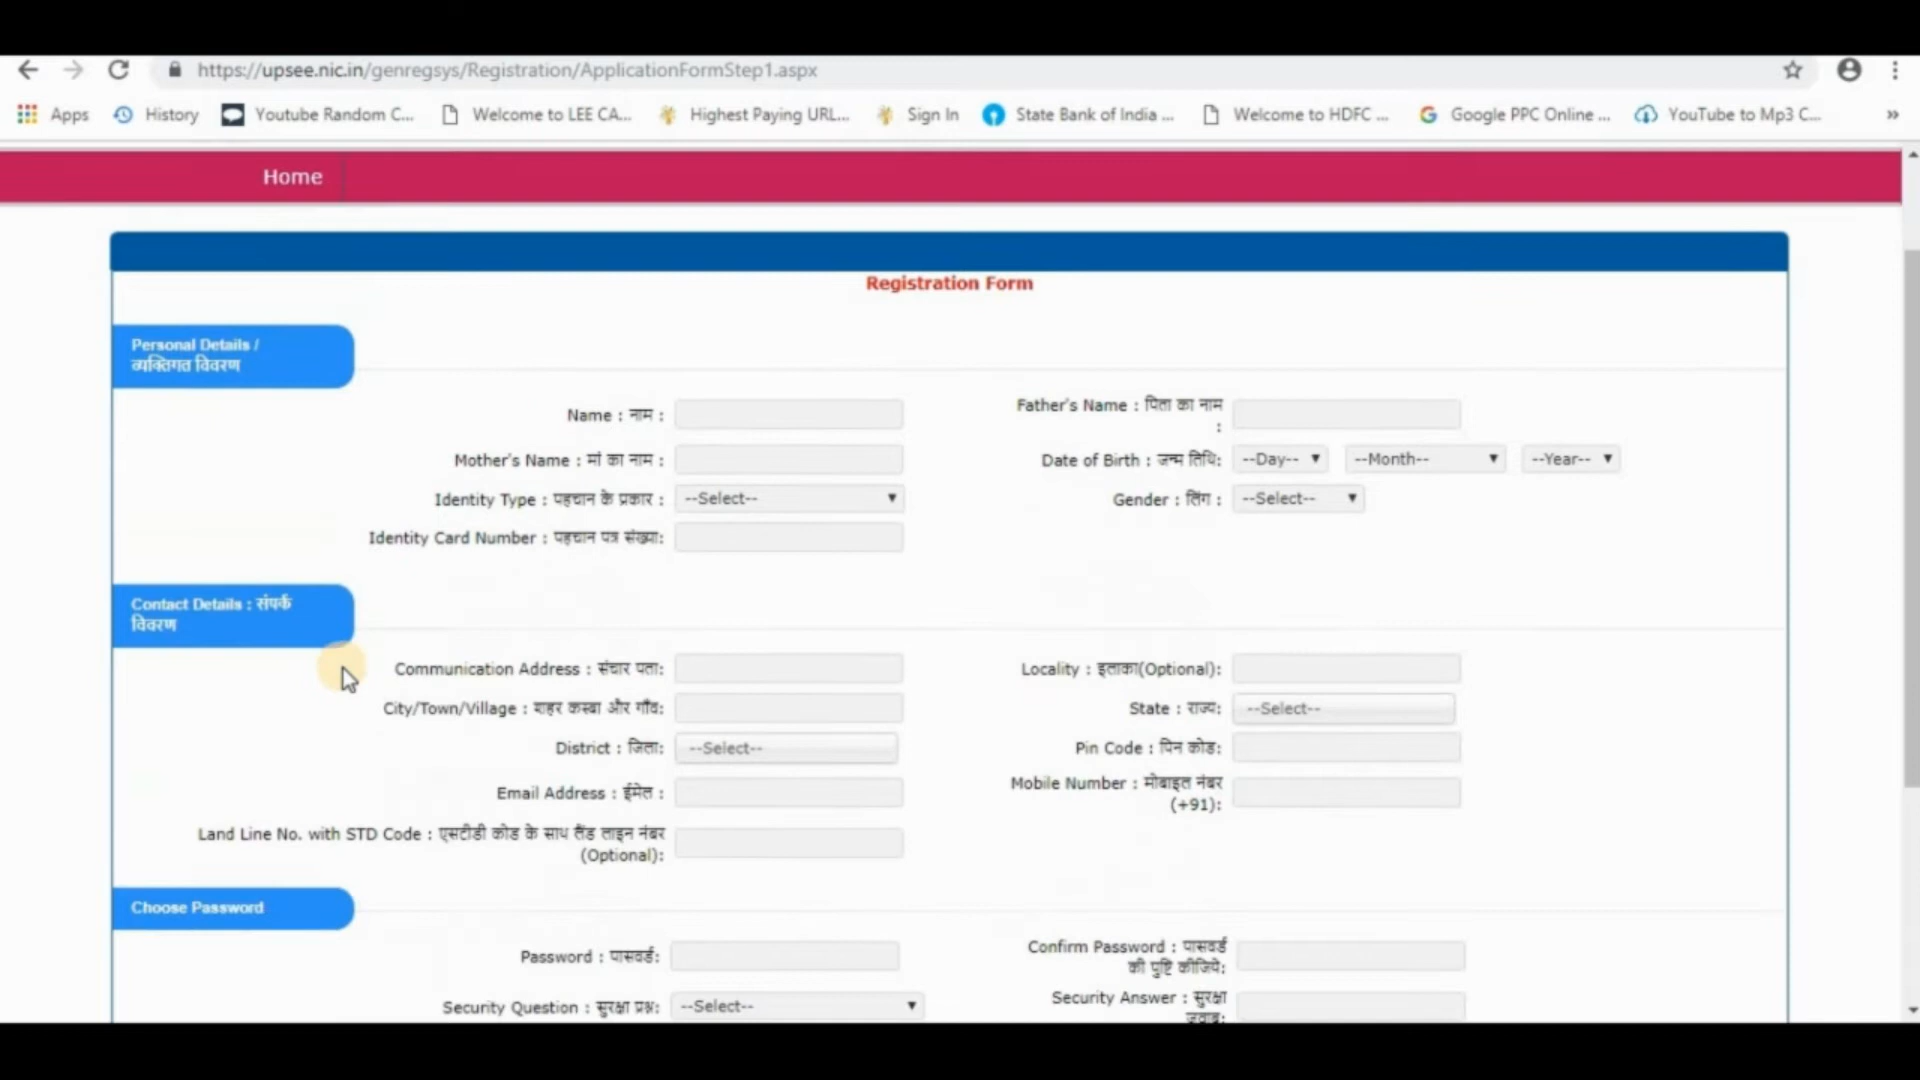 https://upsee.nic.in/genregsys/Registration/ApplicationFormStep1.aspx
Apps History Youtube Random C... Welcome to LEE CA... Highest Paying URL... Sign In State Bank of India ... Welcome to HDFC ... Google PPC Online ... YouTube to Mp3 C... »
Home
Registration Form
Personal Details /
व्यक्तिगत विवरण
Name : नाम :
Father's Name : पिता का नाम
:
Mother's Name : मां का नाम :
Date of Birth : जन्म तिथि: --Day-- --Month-- --Year--
Identity Type : पहचान के प्रकार : --Select--
Gender : लिंग : --Select--
Identity Card Number : पहचान पत्र संख्या:
Contact Details : संपर्क
विवरण
Communication Address : संचार पता:
Locality : इलाका(Optional):
City/Town/Village : शहर कस्बा और गाँव:
State : राज्य: --Select--
District : जिला: --Select--
Pin Code : पिन कोड:
Email Address : ईमेल :
Mobile Number : मोबाइल नंबर
(+91):
Land Line No. with STD Code : एसटीडी कोड के साथ लैंड लाइन नंबर
(Optional):
Choose Password
Password : पासवर्ड:
Confirm Password : पासवर्ड
की पुष्टि कीजिये:
Security Question : सुरक्षा प्रश्न: --Select--
Security Answer : सुरक्षा
जवाब: